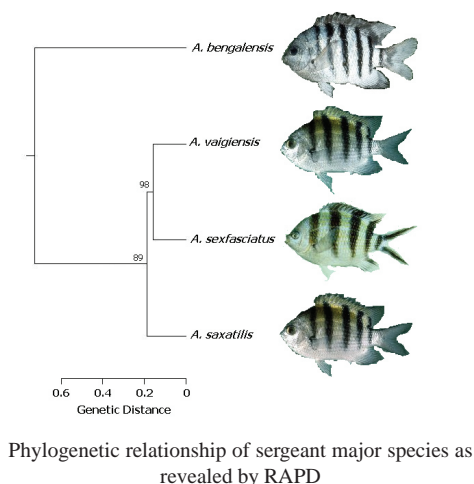 A. bengalensis
A. vaigiensis
98
A. sexfasciatus
89
A. saxatilis
0.6 0.4 0.2 0
Genetic Distance
Phylogenetic relationship of sergeant major species as
revealed by RAPD